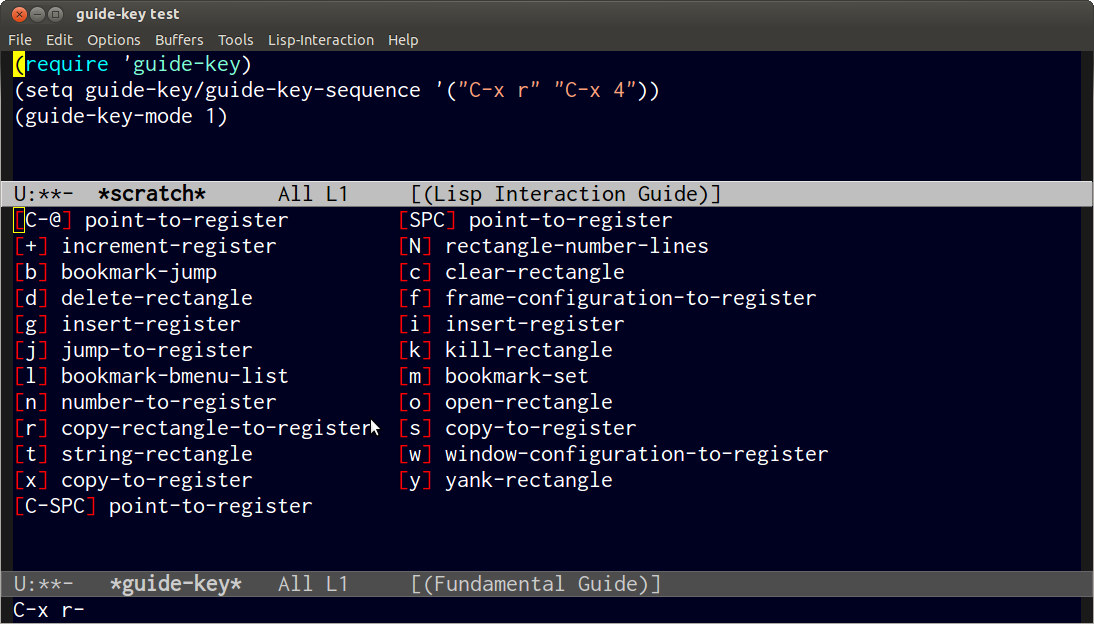 guide-key test
File Edit Options Buffers Tools Lisp-Interaction Help
(require 'guide-key)
(setq guide-key/guide-key-sequence '("C-x r" "C-x 4"))
(guide-key-mode 1)
U:**- *scratch* All L1 [(Lisp Interaction Guide)]
[C-@] point-to-register [SPC] point-to-register
[+] increment-register [N] rectangle-number-lines
[b] bookmark-jump [c] clear-rectangle
[d] delete-rectangle [f] frame-configuration-to-register
[g] insert-register [i] insert-register
[j] jump-to-register [k] kill-rectangle
[l] bookmark-bmenu-list [m] bookmark-set
[n] number-to-register [o] open-rectangle
[r] copy-rectangle-to-register [s] copy-to-register
[t] string-rectangle [w] window-configuration-to-register
[x] copy-to-register [y] yank-rectangle
[C-SPC] point-to-register
U:**- *guide-key* All L1 [(Fundamental Guide)]
C-x r-